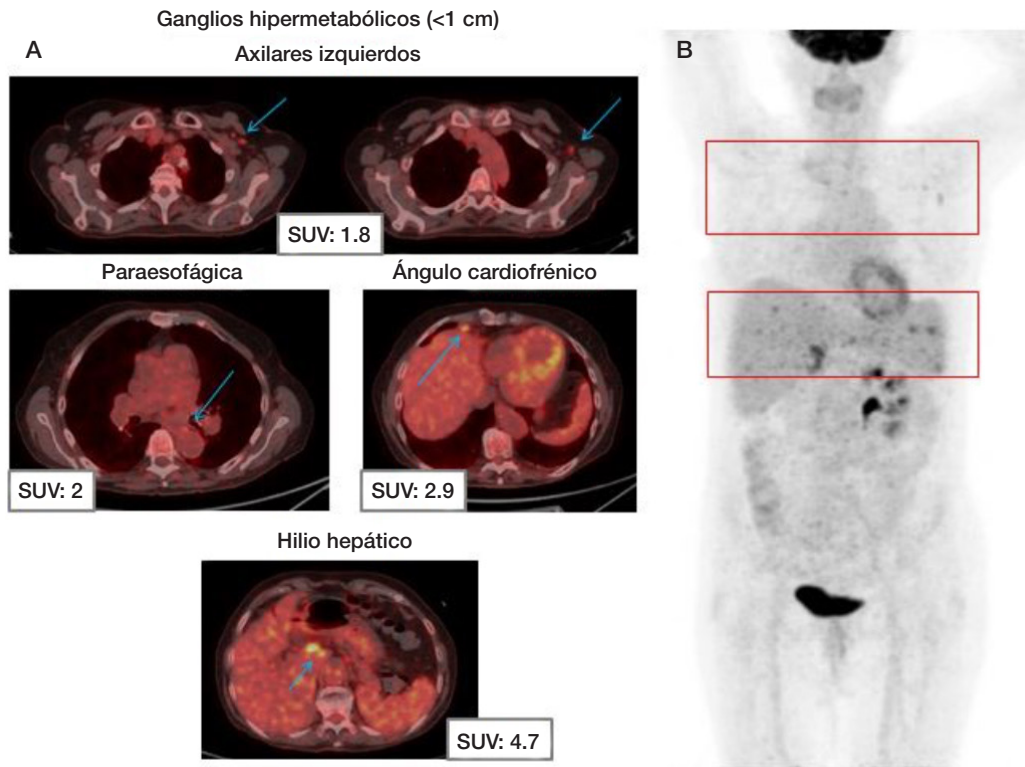 Ganglios hipermetabólicos (<1 cm)
A
Axilares izquierdos
B
SUV: 1.8
Paraesofágica
Ángulo cardiofrénico
SUV: 2
SUV: 2.9
Hilio hepático
SUV: 4.7